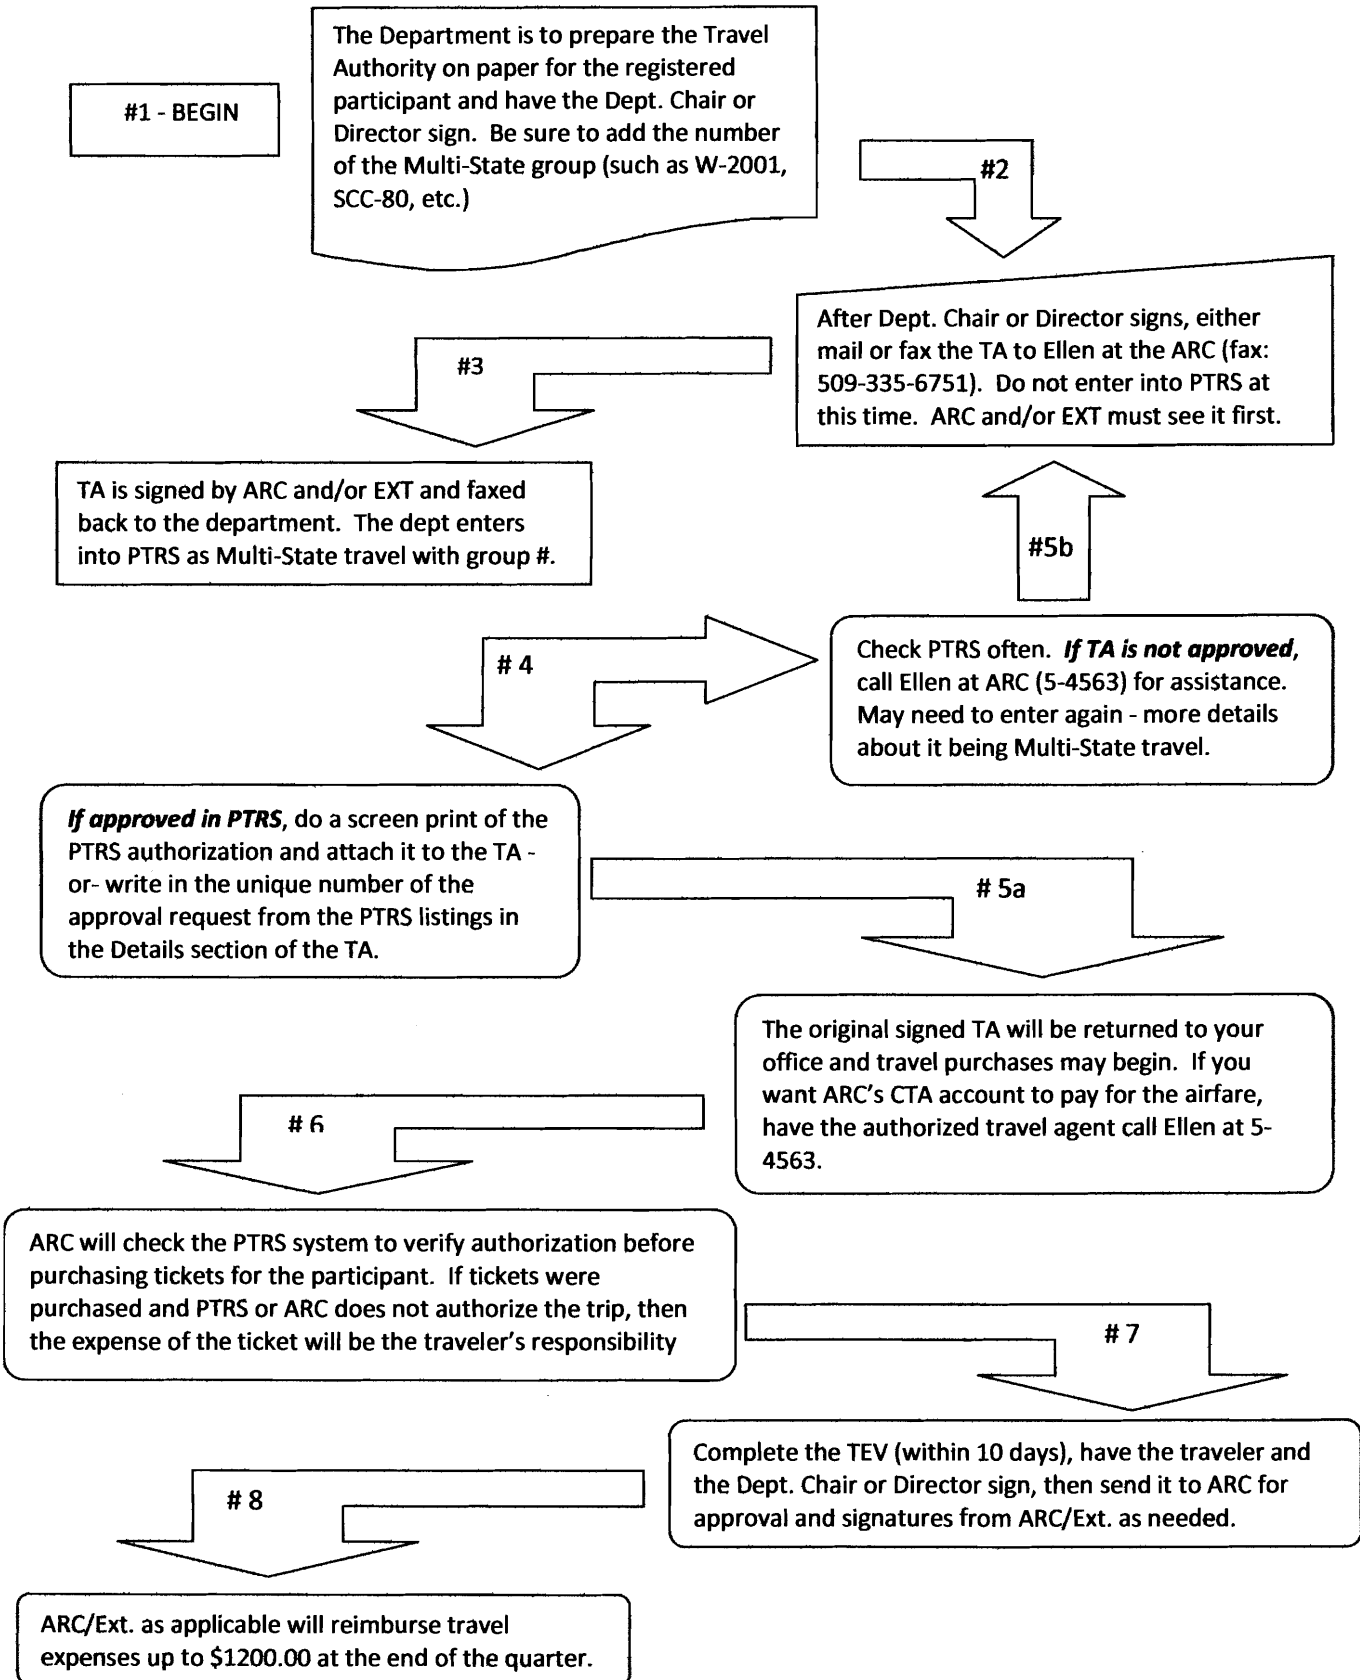 #1 - BEGIN
The Department is to prepare the Travel
Authority on paper for the registered
participant and have the Dept. Chair or
Director sign.  Be sure to add the number
of the Multi-State group (such as W-2001,
SCC-80, etc.)
#2
After Dept. Chair or Director signs, either
mail or fax the TA to Ellen at the ARC (fax:
509-335-6751).  Do not enter into PTRS at
this time.  ARC and/or EXT must see it first.
#3
TA is signed by ARC and/or EXT and faxed
back to the department.  The dept enters
into PTRS as Multi-State travel with group #.
#5b
# 4
Check PTRS often.  If TA is not approved,
call Ellen at ARC (5-4563) for assistance.
May need to enter again - more details
about it being Multi-State travel.
If approved in PTRS, do a screen print of the
PTRS authorization and attach it to the TA -
or- write in the unique number of the
approval request from the PTRS listings in
the Details section of the TA.
# 5a
The original signed TA will be returned to your
office and travel purchases may begin.  If you
want ARC's CTA account to pay for the airfare,
have the authorized travel agent call Ellen at 5-
4563.
# 6
ARC will check the PTRS system to verify authorization before
purchasing tickets for the participant.  If tickets were
purchased and PTRS or ARC does not authorize the trip, then
the expense of the ticket will be the traveler's responsibility
# 7
Complete the TEV (within 10 days), have the traveler and
the Dept. Chair or Director sign, then send it to ARC for
approval and signatures from ARC/Ext. as needed.
# 8
ARC/Ext. as applicable will reimburse travel
expenses up to $1200.00 at the end of the quarter.